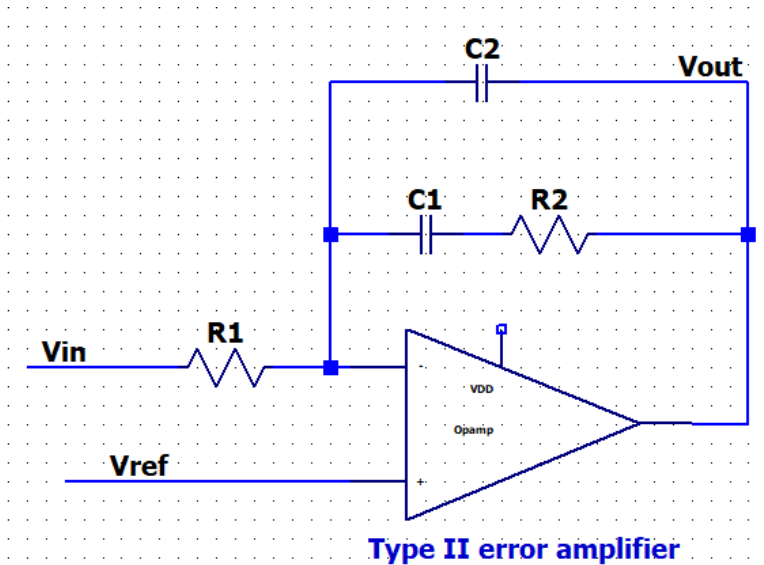 C2
Vout
C1
R2
R1
Vin
-
VDD
Opamp
Vref
+
Type II error amplifier